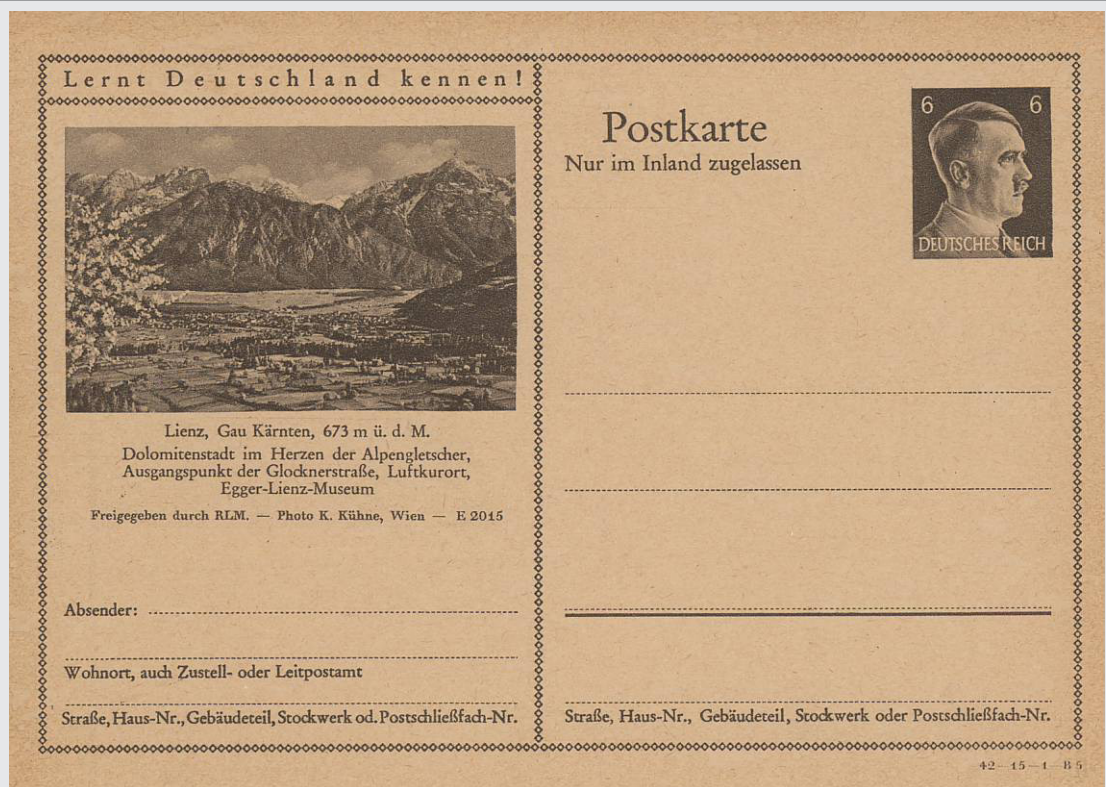 Lernt Deutschland kennen!
Lienz, Gau Kärnten, 673 m ü. d. M.
Dolomitenstadt im Herzen der Alpengletscher,
Ausgangspunkt der Glocknerstraße, Luftkurort,
Egger-Lienz-Museum
Freigegeben durch RLM. — Photo K. Kühne, Wien — E 2015
Absender:
Wohnort, auch Zustell- oder Leitpostamt
Straße, Haus-Nr., Gebäudeteil, Stockwerk od. Postschließfach-Nr.
Postkarte
Nur im Inland zugelassen
6 6
DEUTSCHES REICH
Straße, Haus-Nr., Gebäudeteil, Stockwerk oder Postschließfach-Nr.
42—15—1—B 5